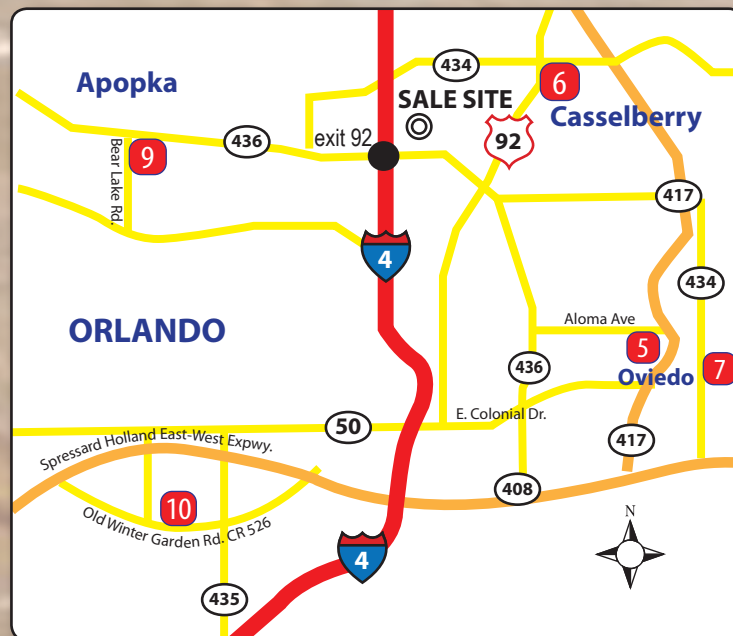 434
Apopka
6
SALE SITE
Casselberry
92
436
exit 92
9
Bear Lake Rd.
417
4
434
ORLANDO
Aloma Ave
5
436
Oviedo
7
E. Colonial Dr.
50
Spressard Holland East-West Expwy.
417
408
10
Old Winter Garden Rd. CR 526
N
4
435